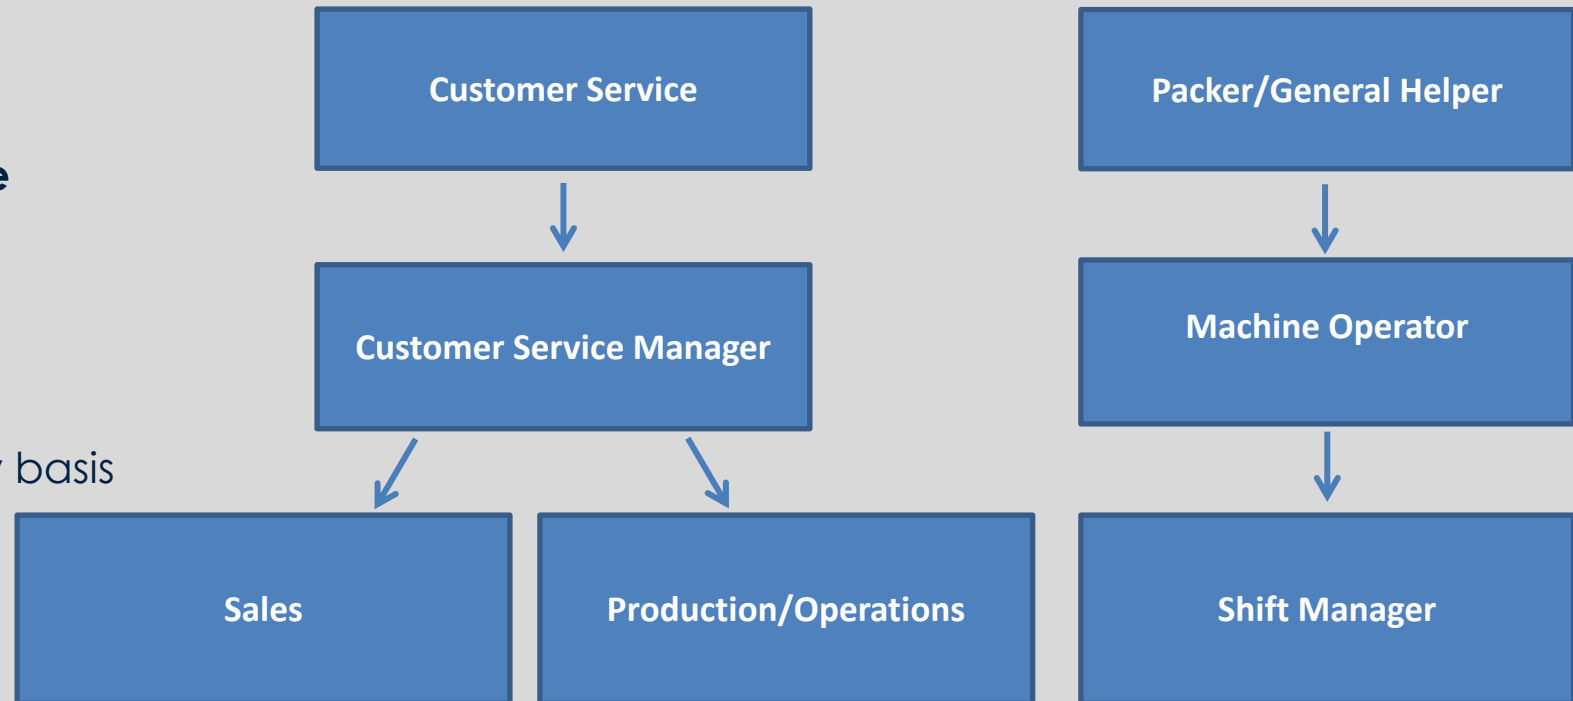 Customer Service
Packer/General Helper
e
Customer Service Manager
Machine Operator
basis
Sales
Production/Operations
Shift Manager